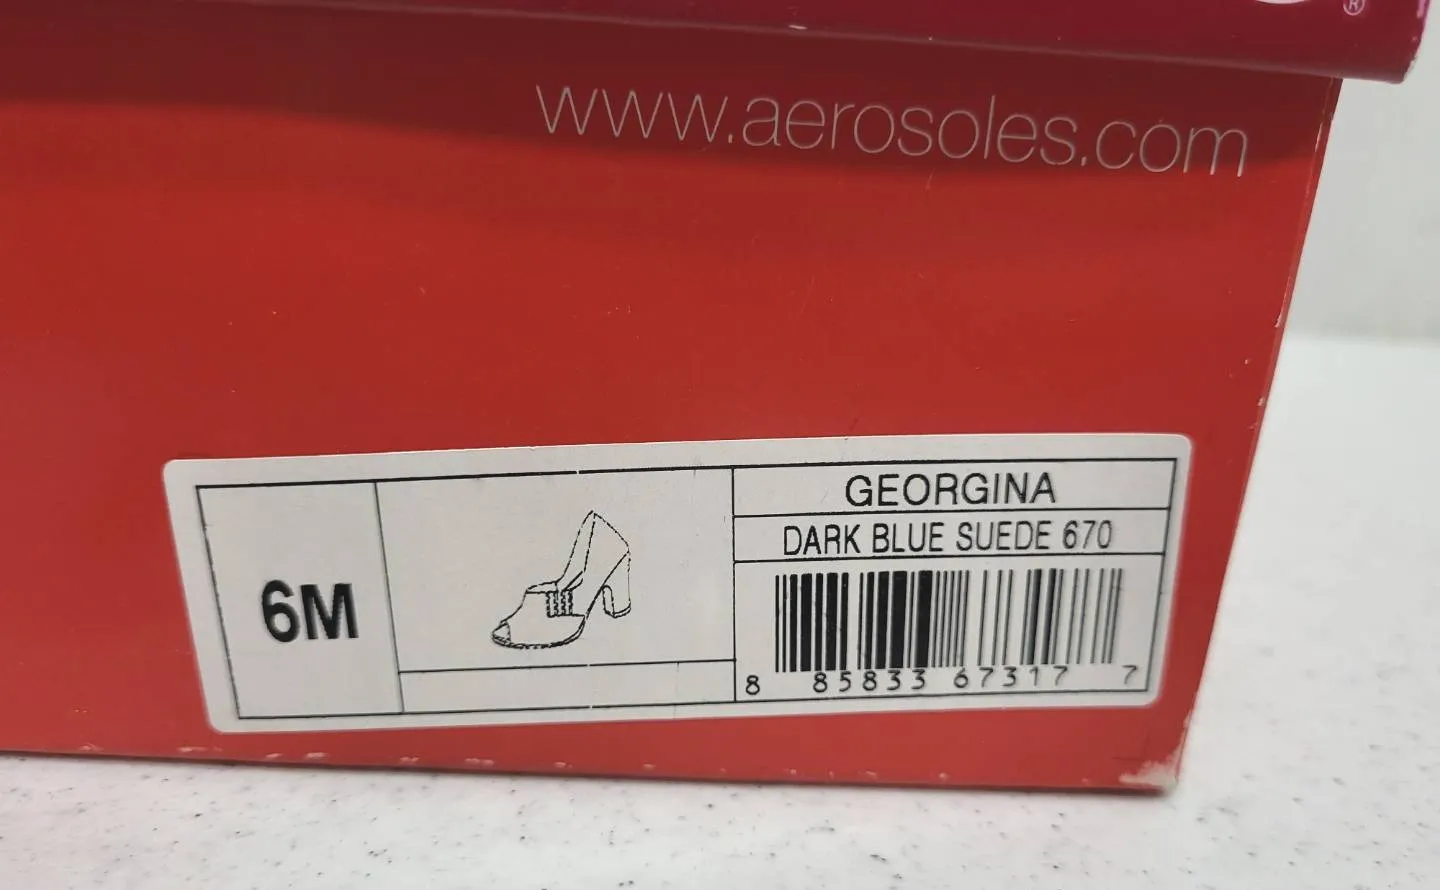 ®
www.aerosoles.com
6M
GEORGINA
DARK BLUE SUEDE 670
8 85833 67317 7